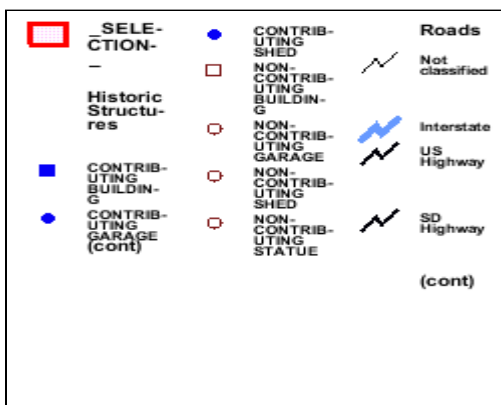 _SELE-
CTION-
_
Historic
Structu-
res
CONTRIB-
UTING
BUILDIN-
G
CONTRIB-
UTING
GARAGE
(cont)
CONTRIB-
UTING
SHED
NON-
CONTRIB-
UTING
BUILDIN-
G
NON-
CONTRIB-
UTING
GARAGE
NON-
CONTRIB-
UTING
SHED
NON-
CONTRIB-
UTING
STATUE
Roads
Not
classified
Interstate
US
Highway
SD
Highway
(cont)